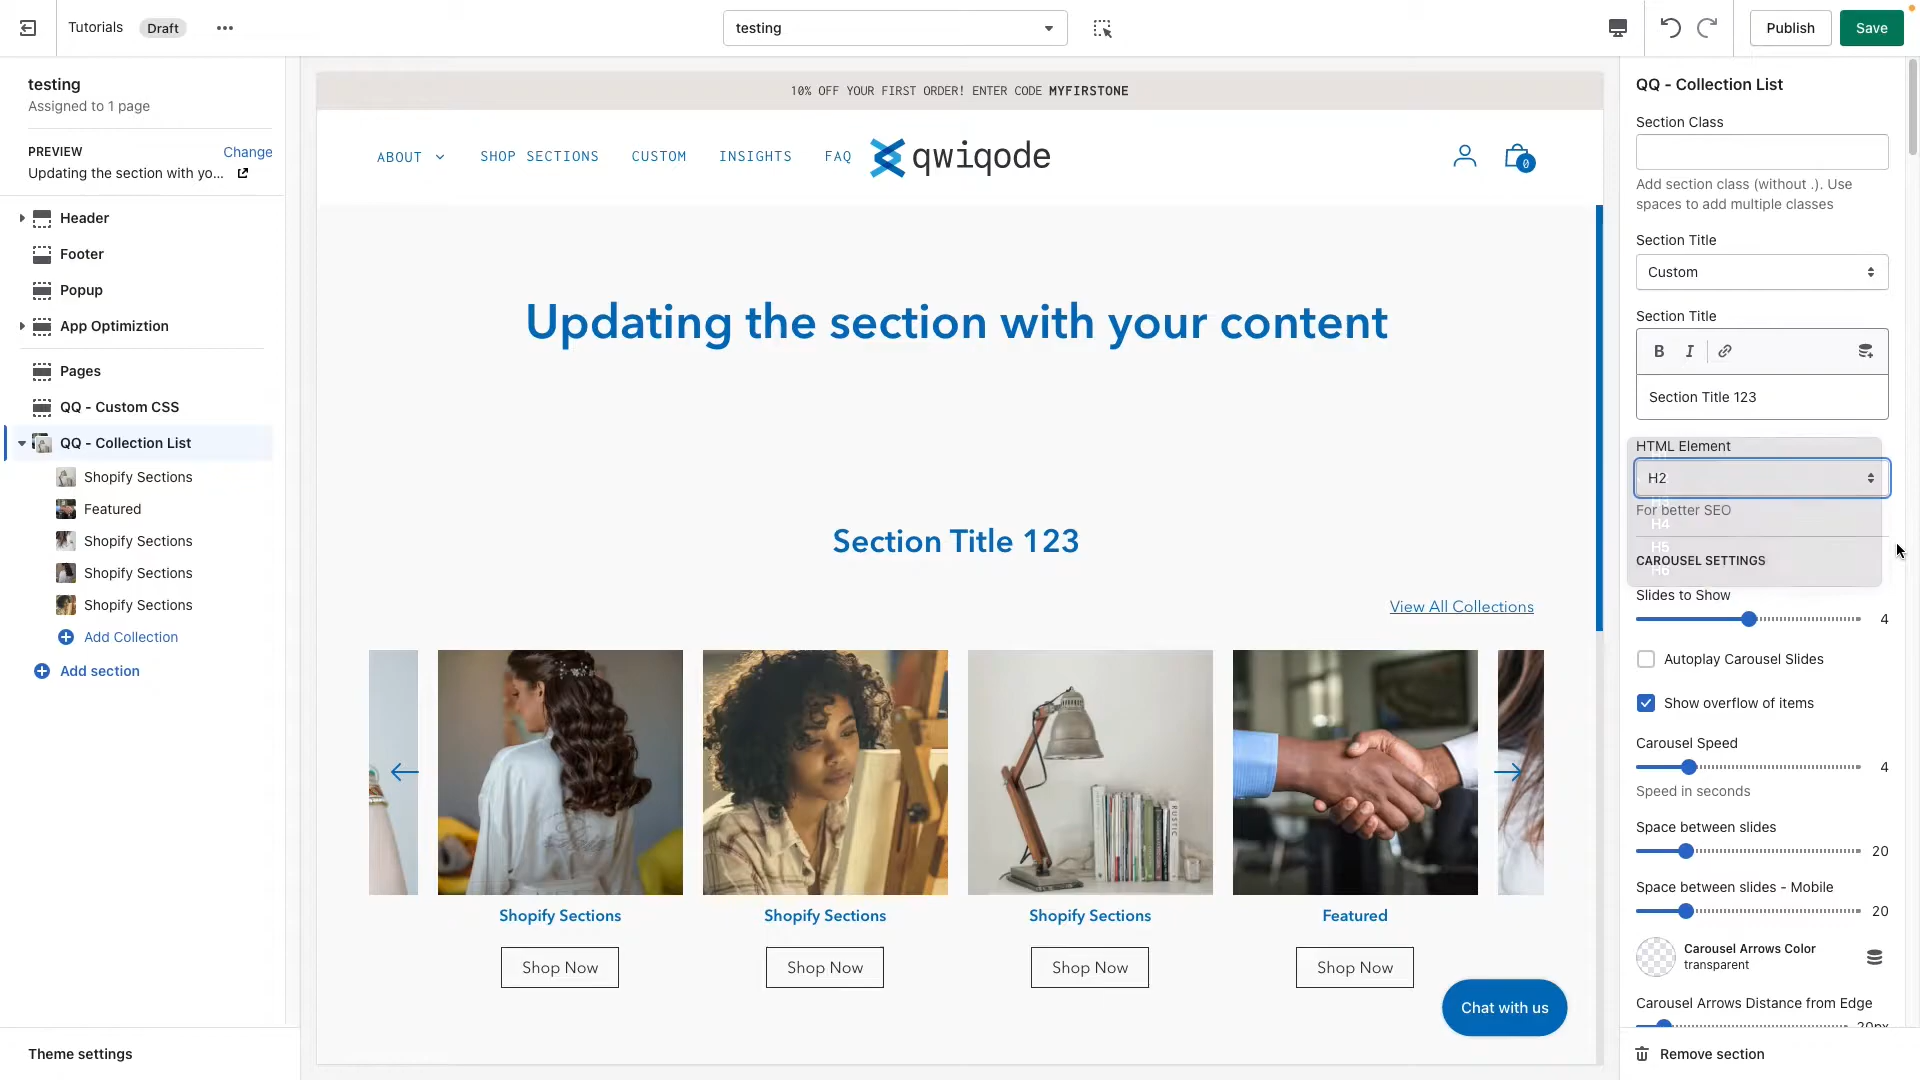 Tutorials
Draft
testing
Publish
Save
testing
Assigned to 1 page
PREVIEW
Change
Updating the section with yo...
Header
Footer
Popup
App Optimiztion
Pages
QQ - Custom CSS
QQ - Collection List
Shopify Sections
Featured
Shopify Sections
Shopify Sections
Shopify Sections
Add Collection
Add section
Theme settings
10% OFF YOUR FIRST ORDER! ENTER CODE MYFIRSTONE
ABOUT
SHOP SECTIONS
CUSTOM
INSIGHTS
FAQ
qwiqode
0
Updating the section with your content
Section Title 123
View All Collections
RUSTIC
Shopify Sections
Shopify Sections
Shopify Sections
Featured
Shop Now
Shop Now
Shop Now
Shop Now
Chat with us
QQ - Collection List
Section Class
Add section class (without .). Use
spaces to add multiple classes
Section Title
Custom
Section Title
B I
Section Title 123
HTML Element
H2
H3
For better SEO
H4
H5
CAROUSEL SETTINGS
H6
Slides to Show
4
Autoplay Carousel Slides
Show overflow of items
Carousel Speed
4
Speed in seconds
Space between slides
20
Space between slides - Mobile
20
Carousel Arrows Color
transparent
Carousel Arrows Distance from Edge
20px
Remove section